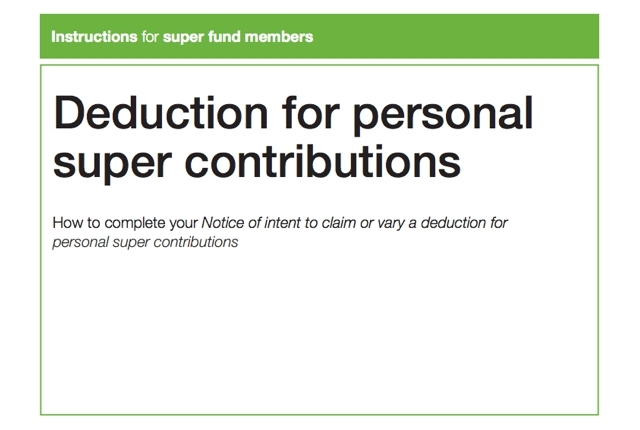 Instructions for super fund members
Deduction for personal
super contributions
How to complete your Notice of intent to claim or vary a deduction for
personal super contributions